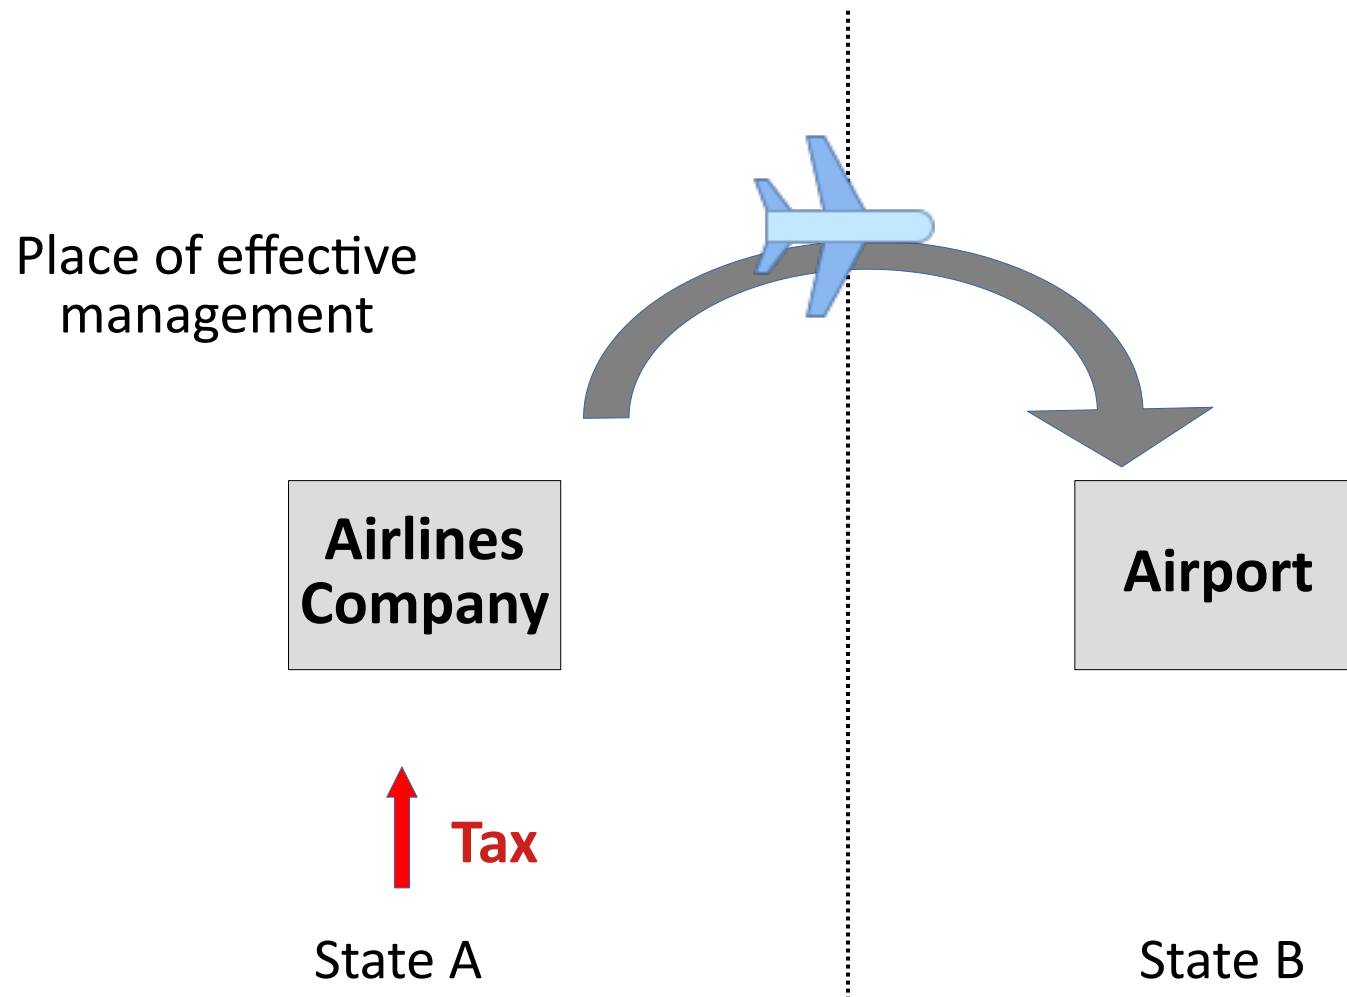 Place of effective
management
Airlines
Company
Airport
Tax
State A
State B